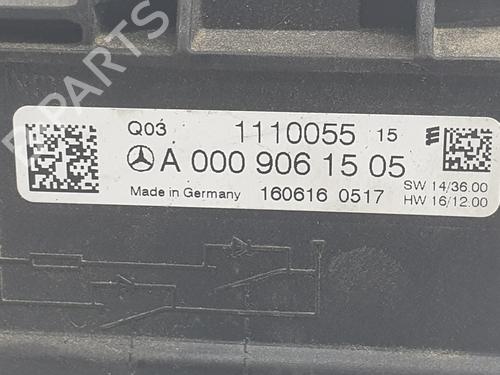 B-PARTS
Q03 1110055 15 E
A 000 906 15 05
Made in Germany 160616 0517
SW 14/36.00
HW 16/12.00